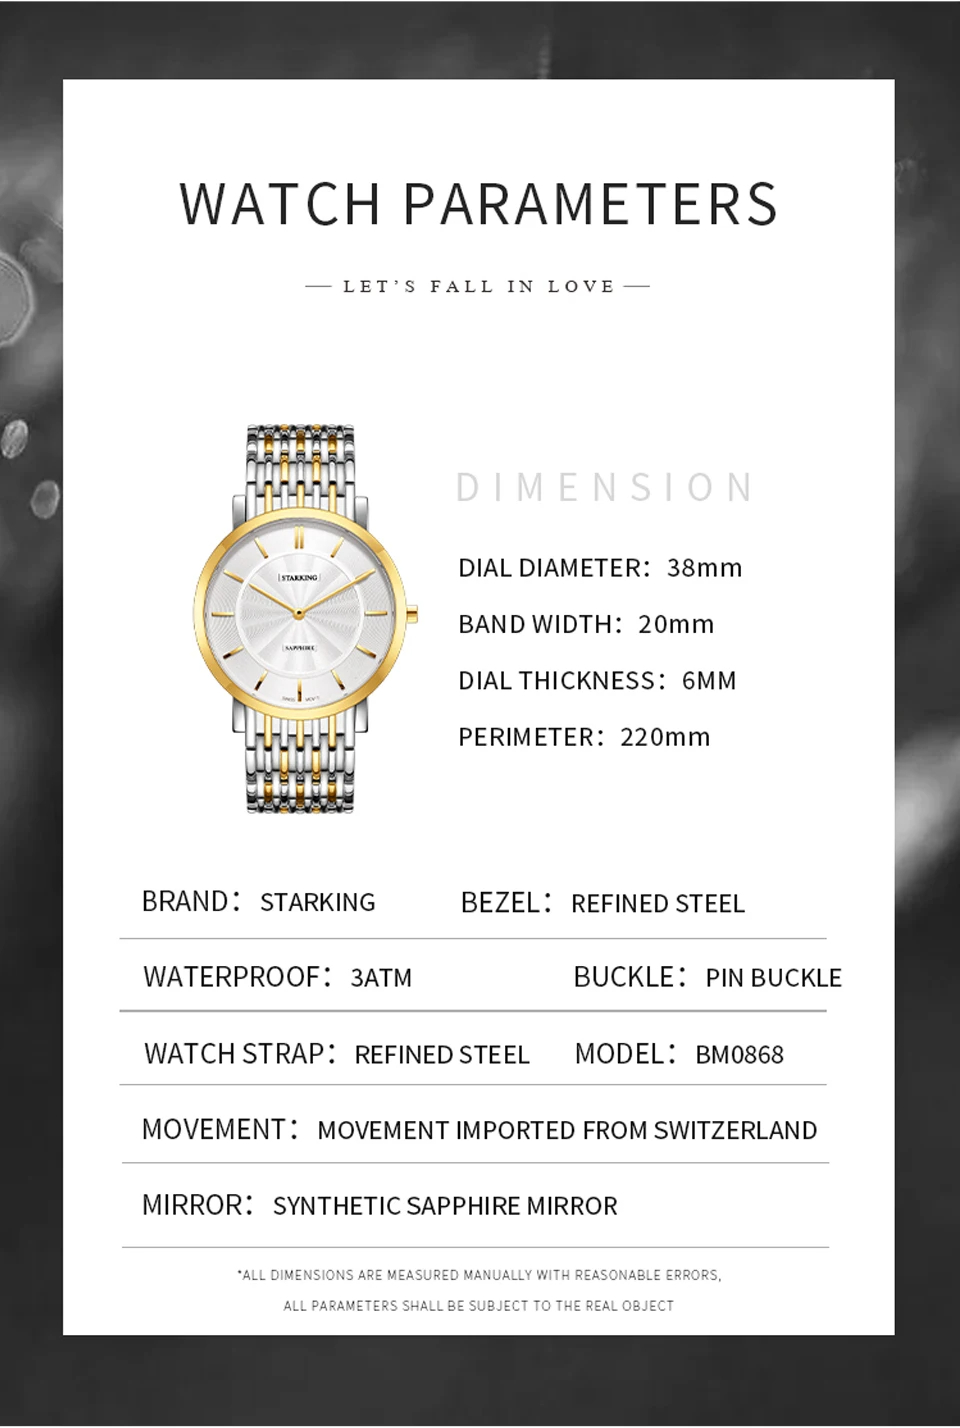 WATCH PARAMETERS
LET'S FALL IN LOVE
DIMENSION
STARKING
SAPPHIRE
DIAL DIAMETER: 38mm
BAND WIDTH: 20mm
DIAL THICKNESS: 6MM
PERIMETER: 220mm
BRAND: STARKING BEZEL: REFINED STEEL
WATERPROOF: 3ATM BUCKLE: PIN BUCKLE
WATCH STRAP: REFINED STEEL MODEL: BM0868
MOVEMENT: MOVEMENT IMPORTED FROM SWITZERLAND
MIRROR: SYNTHETIC SAPPHIRE MIRROR
*ALL DIMENSIONS ARE MEASURED MANUALLY WITH REASONABLE ERRORS,
ALL PARAMETERS SHALL BE SUBJECT TO THE REAL OBJECT